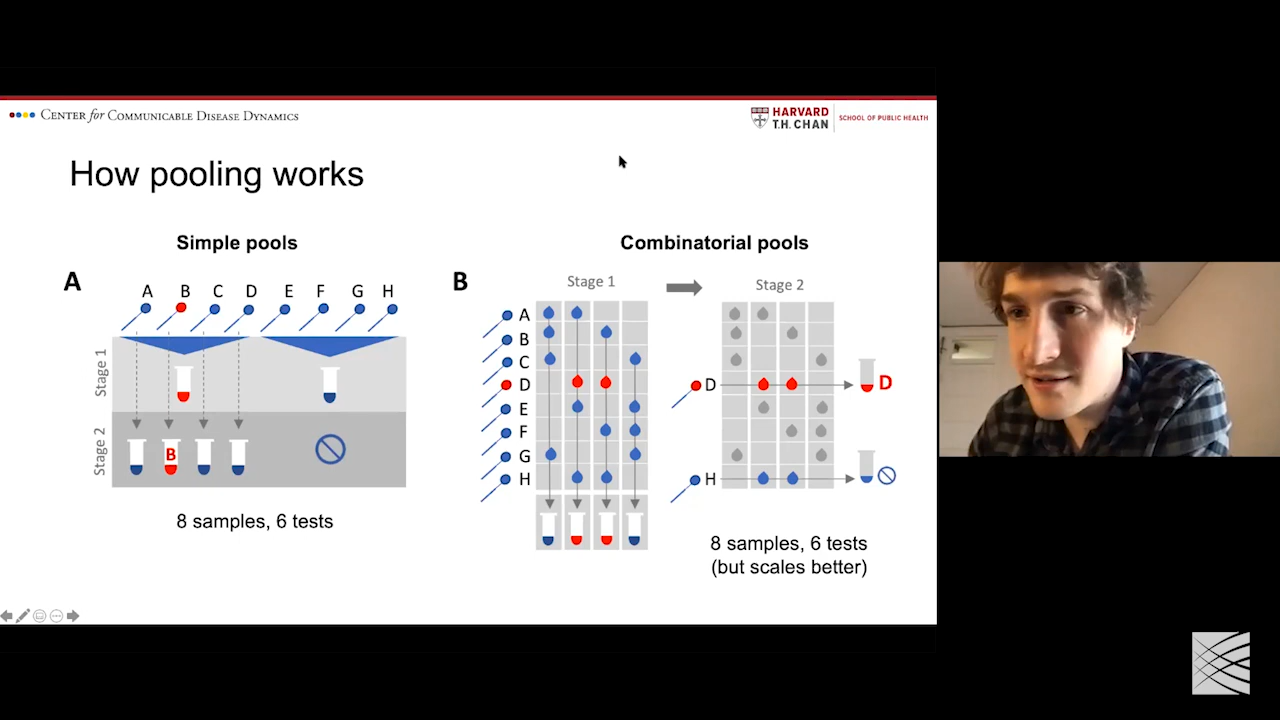 CENTER for COMMUNICABLE DISEASE DYNAMICS
HARVARD
T.H. CHAN
SCHOOL OF PUBLIC HEALTH
How pooling works
Simple pools
Combinatorial pools
A
A B C D E F G H
Stage 1
Stage 2
B
8 samples, 6 tests
B
Stage 1
Stage 2
A
B
C
D
E
F
G
H
D
D
H
8 samples, 6 tests
(but scales better)